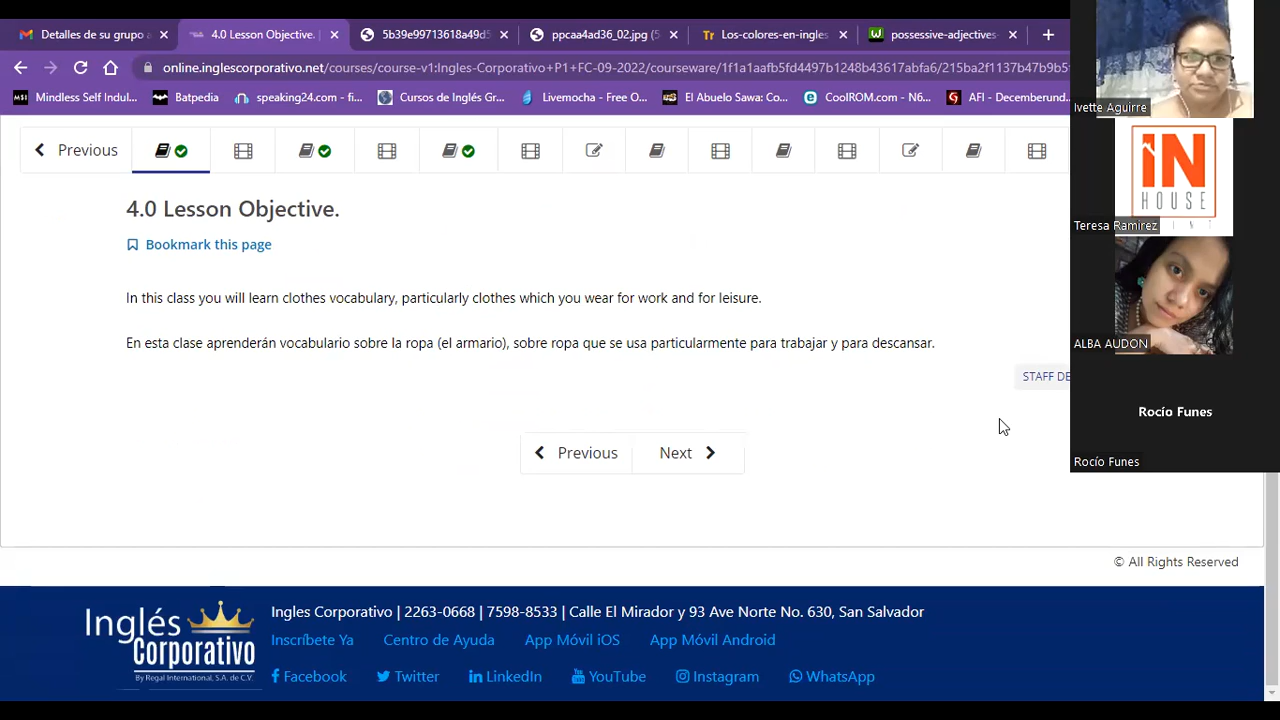 Detalles de su grupo
4.0 Lesson Objective.
5b39e99713618a49d5
ppcaa4ad36_02.jpg (5
Los-colores-en-ingles
possessive-adjectives-
online.inglescorporativo.net/courses/course-v1:Ingles-Corporativo+P1+FC-09-2022/courseware/1f1a1aafb5fd4497b1248b43617abfa6/215ba2f1137b47b9b5
Mindless Self Indul...
Batpedia
speaking24.com - fi...
Cursos de Inglés Gr...
Livemocha - Free O...
El Abuelo Sawa: Co...
CoolROM.com - N6...
AFI - Decemberund
Previous
4.0 Lesson Objective.
Bookmark this page
In this class you will learn clothes vocabulary, particularly clothes which you wear for work and for leisure.
En esta clase aprenderán vocabulario sobre la ropa (el armario), sobre ropa que se usa particularmente para trabajar y para descansar.
STAFF DE
Previous
Next
© All Rights Reserved
Inglés
Corporativo
By Regal International, S.A. de C.V.
Ingles Corporativo | 2263-0668 | 7598-8533 | Calle El Mirador y 93 Ave Norte No. 630, San Salvador
Inscríbete Ya
Centro de Ayuda
App Móvil iOS
App Móvil Android
Facebook
Twitter
LinkedIn
YouTube
Instagram
WhatsApp
Ivette Aguirre
iN
HOUSE
Teresa Ramirez
ALBA AUDON
Rocío Funes
Rocío Funes